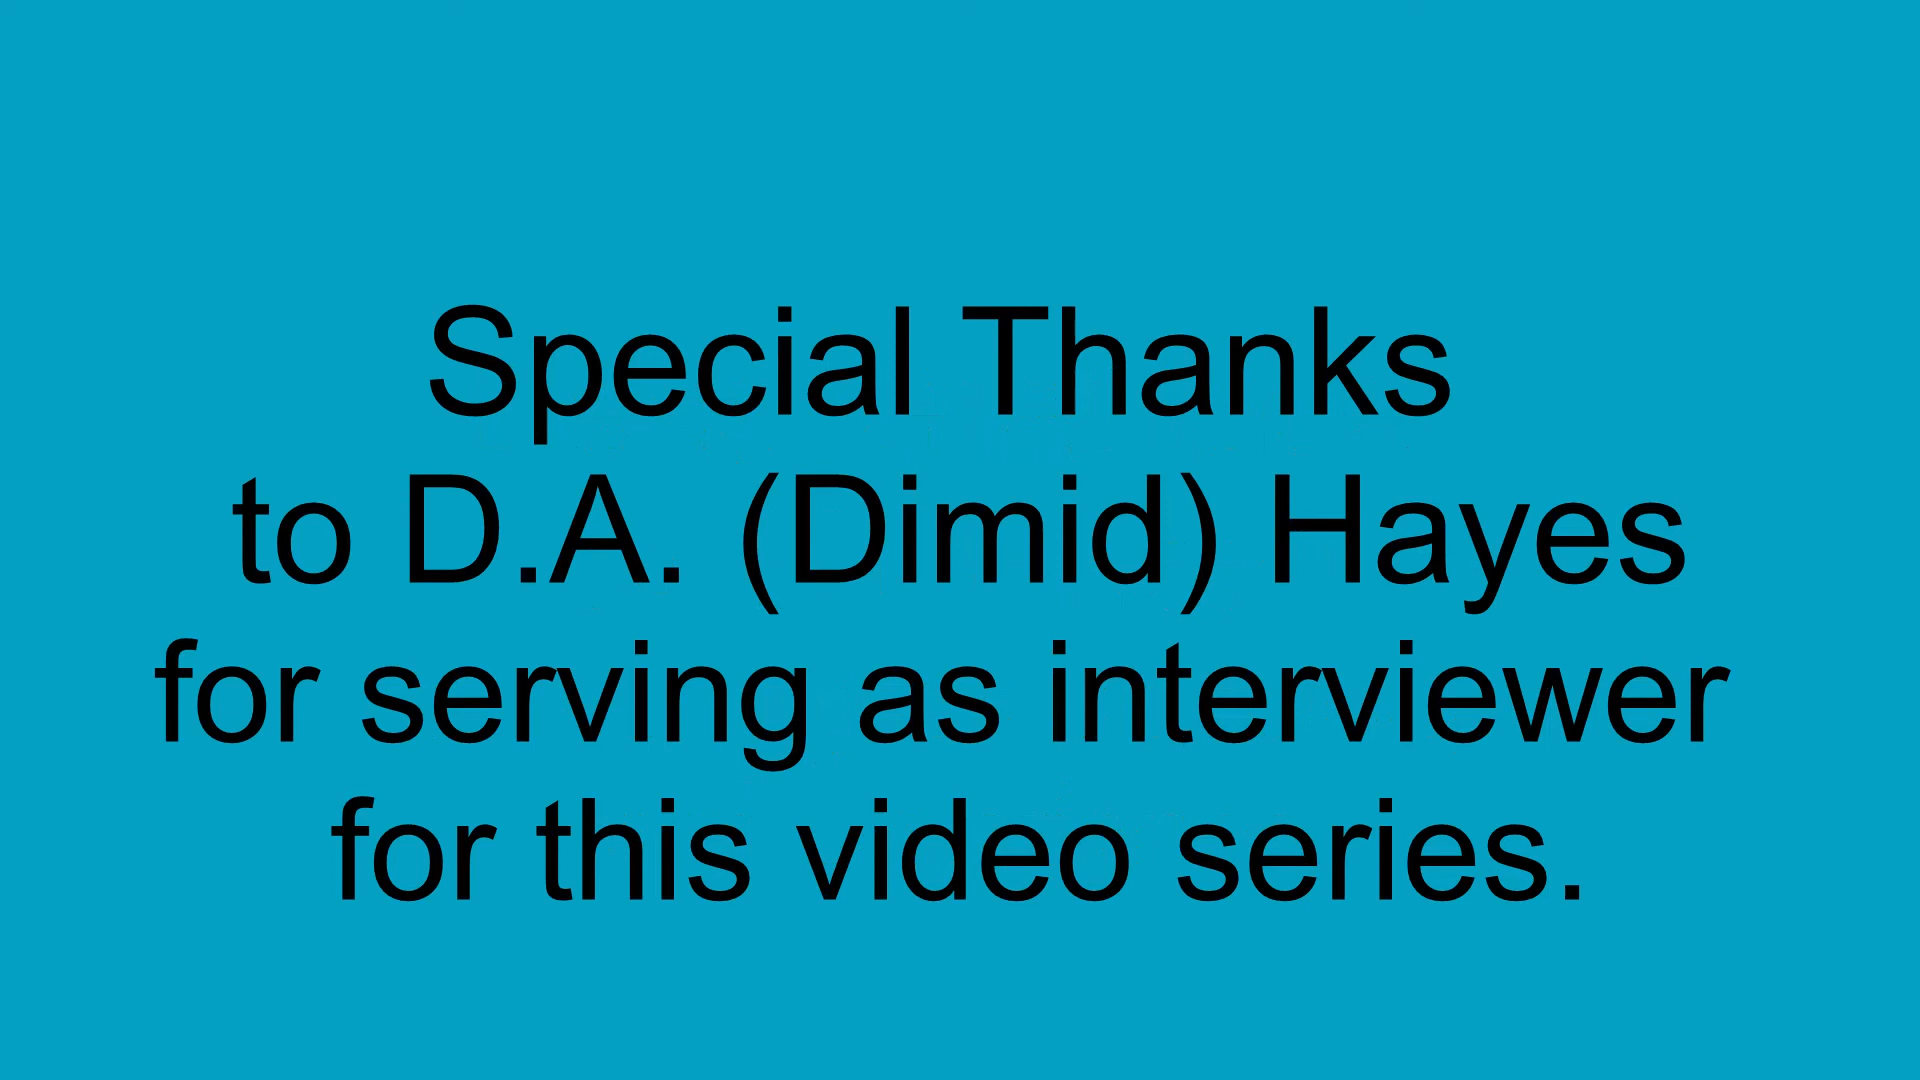 Special Thanks
to D.A. (Dimid) Hayes
for serving as interviewer
for this video series.